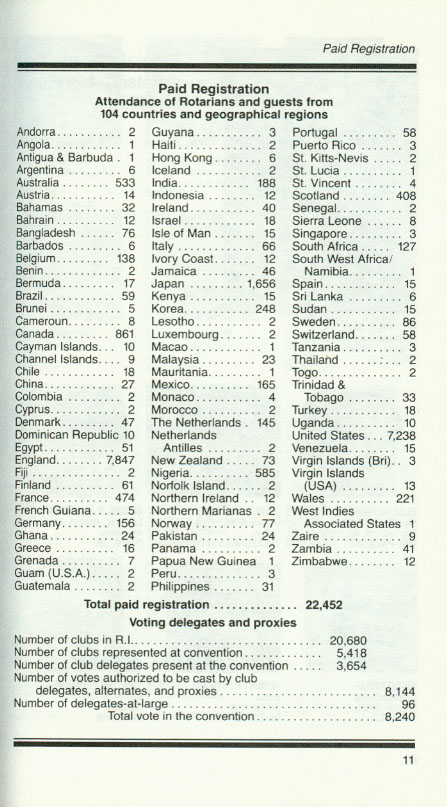 Paid Registration
Paid Registration
Attendance of Rotarians and guests from
104 countries and geographical regions
Andorra . . . . . . . . . . 2
Angola . . . . . . . . . . 1
Antigua & Barbuda . 1
Argentina . . . . . . . . 6
Australia . . . . . . . 533
Austria . . . . . . . . . . 14
Bahamas . . . . . . . . 32
Bahrain . . . . . . . . . 12
Bangladesh . . . . . . 76
Barbados . . . . . . . . 6
Belgium . . . . . . . . 138
Benin . . . . . . . . . . . 2
Bermuda . . . . . . . . 17
Brazil . . . . . . . . . . . 59
Brunei . . . . . . . . . . 5
Cameroun . . . . . . . . 8
Canada . . . . . . . . . 861
Cayman Islands . . . 10
Channel Islands . . . . 9
Chile . . . . . . . . . . . 18
China . . . . . . . . . . . 27
Colombia . . . . . . . . 2
Cyprus . . . . . . . . . . 2
Denmark . . . . . . . . 47
Dominican Republic 10
Egypt . . . . . . . . . . . 51
England . . . . . . . . 7,847
Fiji . . . . . . . . . . . . . 2
Finland . . . . . . . . . 61
France . . . . . . . . . 474
French Guiana . . . . . 5
Germany . . . . . . . . 156
Ghana . . . . . . . . . . 24
Greece . . . . . . . . . 16
Grenada . . . . . . . . . 7
Guam (U.S.A.) . . . . . 2
Guatemala . . . . . . . 2
Guyana . . . . . . . . . . 3
Haiti . . . . . . . . . . . . 2
Hong Kong . . . . . . . 6
Iceland . . . . . . . . . . 2
India . . . . . . . . . . . 188
Indonesia . . . . . . . . 12
Ireland . . . . . . . . . . 40
Israel . . . . . . . . . . . 18
Isle of Man . . . . . . . 15
Italy . . . . . . . . . . . . 66
Ivory Coast . . . . . . . 12
Jamaica . . . . . . . . . 46
Japan . . . . . . . . . 1,656
Kenya . . . . . . . . . . 15
Korea . . . . . . . . . . 248
Lesotho . . . . . . . . . . 2
Luxembourg . . . . . . . 2
Macao . . . . . . . . . . . 1
Malaysia . . . . . . . . 23
Mauritania . . . . . . . . 1
Mexico . . . . . . . . . 165
Monaco . . . . . . . . . . 4
Morocco . . . . . . . . . 2
The Netherlands . 145
Netherlands
Antilles . . . . . . . . . 2
New Zealand . . . . . 73
Nigeria . . . . . . . . . 585
Norfolk Island . . . . . . 2
Northern Ireland . . 12
Northern Marianas . 2
Norway . . . . . . . . . 77
Pakistan . . . . . . . . . 24
Panama . . . . . . . . . 2
Papua New Guinea 1
Peru . . . . . . . . . . . . 3
Philippines . . . . . . . 31
Portugal . . . . . . . . . 58
Puerto Rico . . . . . . . 3
St. Kitts-Nevis . . . . . 2
St. Lucia . . . . . . . . . 1
St. Vincent . . . . . . . 4
Scotland . . . . . . . . 408
Senegal . . . . . . . . . . 2
Sierra Leone . . . . . . 8
Singapore . . . . . . . . 3
South Africa . . . . . 127
South West Africa/
Namibia . . . . . . . . . 1
Spain . . . . . . . . . . . 15
Sri Lanka . . . . . . . . 6
Sudan . . . . . . . . . . 15
Sweden . . . . . . . . . 86
Switzerland . . . . . . . 58
Tanzania . . . . . . . . . 3
Thailand . . . . . . . . . 2
Togo . . . . . . . . . . . . 2
Trinidad &
Tobago . . . . . . . . 33
Turkey . . . . . . . . . . 18
Uganda . . . . . . . . . 10
United States . . . 7,238
Venezuela . . . . . . . . 15
Virgin Islands (Bri) . . 3
Virgin Islands
(USA) . . . . . . . . . 13
Wales . . . . . . . . . 221
West Indies
Associated States 1
Zaire . . . . . . . . . . . . 9
Zambia . . . . . . . . . 41
Zimbabwe . . . . . . . 12
Total paid registration . . . . . . . . . . . . . . 22,452
Voting delegates and proxies
Number of clubs in R.I. . . . . . . . . . . . . . . . . . 20,680
Number of clubs represented at convention . . . . . . . . . . . . 5,418
Number of club delegates present at the convention . . . . . 3,654
Number of votes authorized to be cast by club
delegates, alternates, and proxies . . . . . . . . . . . . . . . . . . 8,144
Number of delegates-at-large . . . . . . . . . . . . . . . . . . . . . . 96
Total vote in the convention . . . . . . . . . . . . . . . . . . 8,240
11